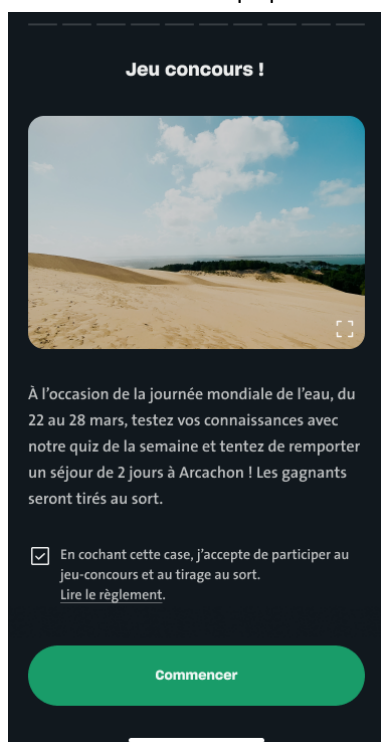 Jeu concours !
À l’occasion de la journée mondiale de l’eau, du
22 au 28 mars, testez vos connaissances avec
notre quiz de la semaine et tentez de remporter
un séjour de 2 jours à Arcachon ! Les gagnants
seront tirés au sort.
En cochant cette case, j’accepte de participer au
jeu-concours et au tirage au sort.
Lire le règlement.
Commencer